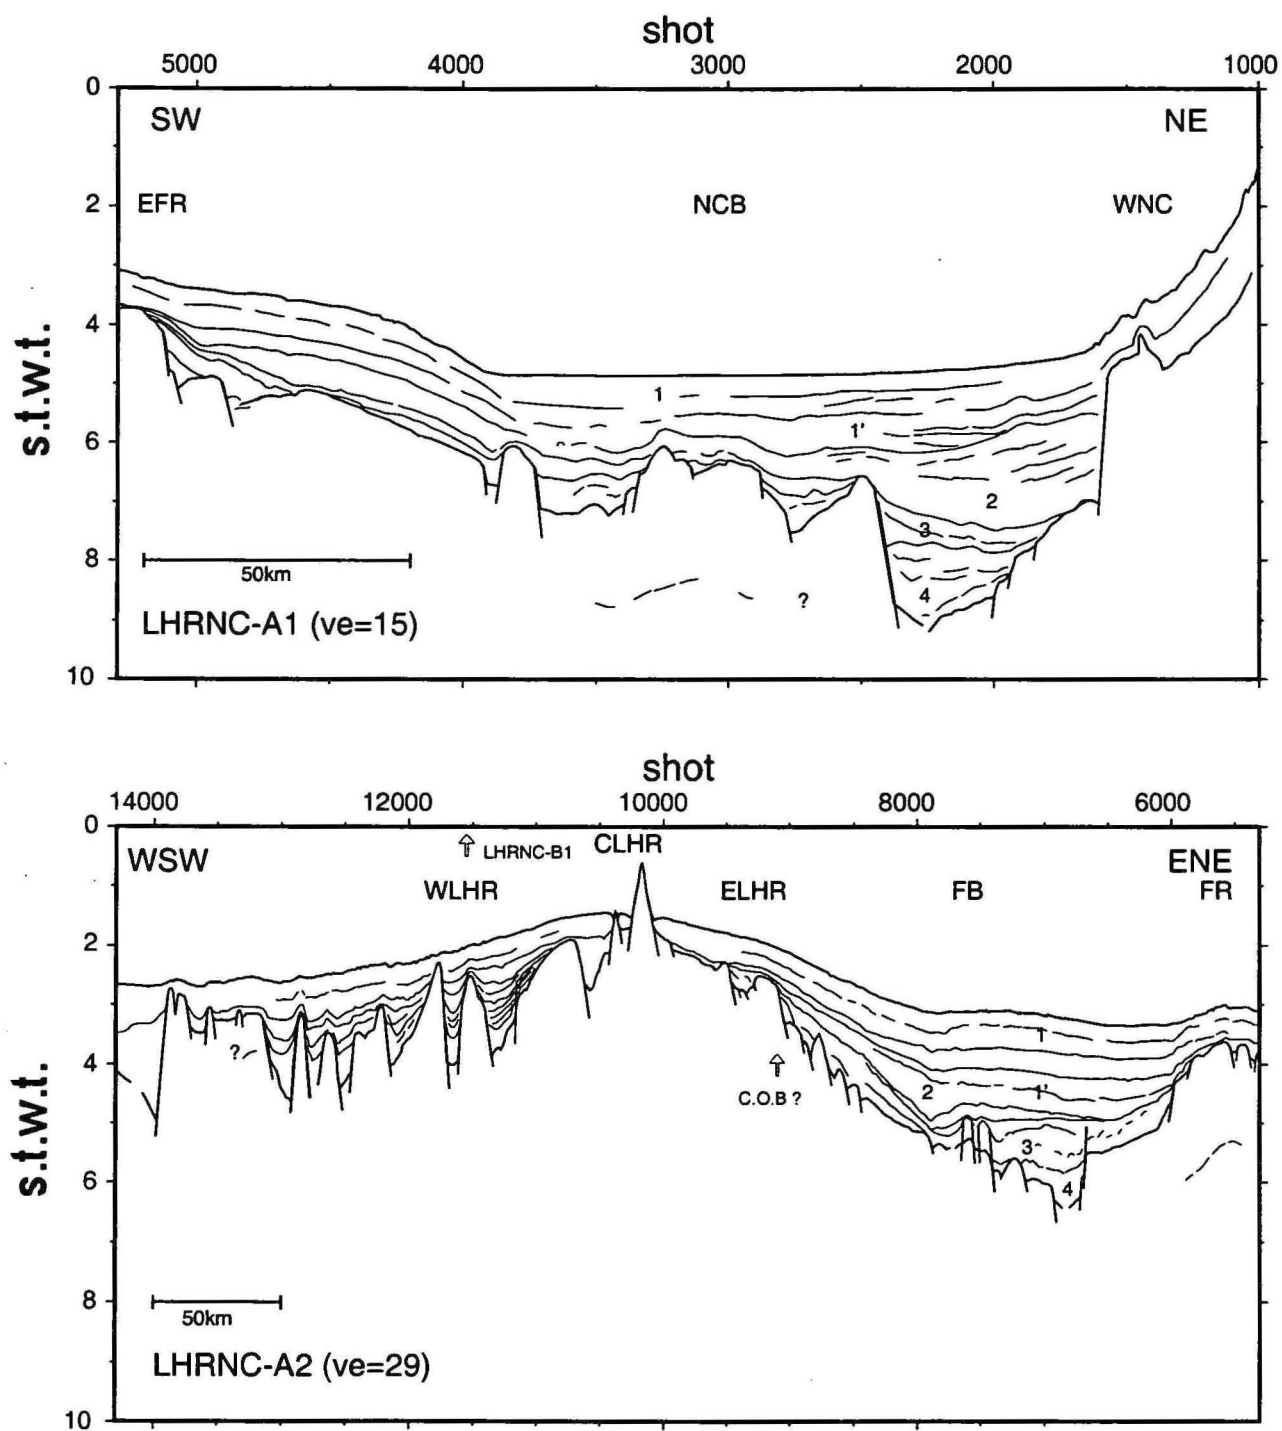 shot
5000 4000 3000 2000 1000
0
SW NE
2 EFR NCB WNC
4
s.t.w.t.
1
1'
6
2
3
8
50km
4
?
LHRNC-A1 (ve=15)
10
shot
14000 12000 10000 8000 6000
0
WSW LHRNC-B1 CLHR ENE
WLHR ELHR FB FR
2
1
?
4
C.O.B ?
2 1'
s.t.w.t.
3
6
4
8
50km
LHRNC-A2 (ve=29)
10